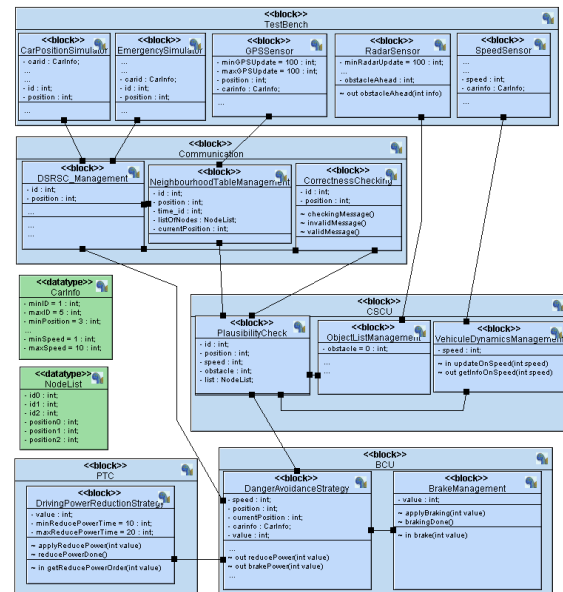 <<block>>
TestBench
<<block>>
CarPositionSimulator
- carid : CarInfo;
...
...
- id : int;
- position : int;
<<block>>
EmergencySimulator
...
- carid : CarInfo;
- id : int;
- position : int;
...
<<block>>
GPSSensor
- minGPSUpdate = 100 : int;
- maxGPSUpdate = 100 : int;
- position : int;
- carinfo : CarInfo;
<<block>>
RadarSensor
- minRadarUpdate = 100 : int;
...
- obstacleAhead : int;
~ out obstacleAhead(int info)
<<block>>
SpeedSensor
...
...
- speed : int;
- carinfo : CarInfo;
<<block>>
Communication
<<block>>
DSRSC_Management
- id : int;
- position : int;
...
...
...
<<block>>
NeighbourhoodTableManagement
- id : int;
- position : int;
- time_id : int;
- listOfNodes : NodeList;
- currentPosition : int;
<<block>>
CorrectnessChecking
- id : int;
- position : int;
~ checkingMessage()
~ invalidMessage()
~ validMessage()
<<datatype>>
CarInfo
- minID = 1 : int;
- maxID = 5 : int;
- minPosition = 3 : int;
...
- minSpeed = 1 : int;
- maxSpeed = 10 : int;
<<datatype>>
NodeList
- id0 : int;
- id1 : int;
- id2 : int;
- position0 : int;
- position1 : int;
- position2 : int;
<<block>>
CSCU
<<block>>
PlausibilityCheck
- id : int;
- position : int;
- speed : int;
- obstacle : int;
- list : NodeList;
<<block>>
ObjectListManagement
- obstacle = 0 : int;
...
...
<<block>>
VehiculeDynamicsManagement
- speed : int;
~ in updateOnSpeed(int speed)
~ out getInfoOnSpeed(int speed)
<<block>>
PTC
<<block>>
DrivingPowerReductionStrategy
- value : int;
- minReducePowerTime = 10 : int;
- maxReducePowerTime = 20 : int;
~ applyReducePower(int value)
~ reducePowerDone()
~ in getReducePowerOrder(int value)
<<block>>
BCU
<<block>>
DangerAvoidanceStrategy
- speed : int;
- position : int;
- currentPosition : int;
- carinfo : CarInfo;
- value : int;
...
~ out reducePower(int value)
~ out brakePower(int value)
...
<<block>>
BrakeManagement
- value : int;
~ applyBraking(int value)
~ brakingDone()
~ in brake(int value)